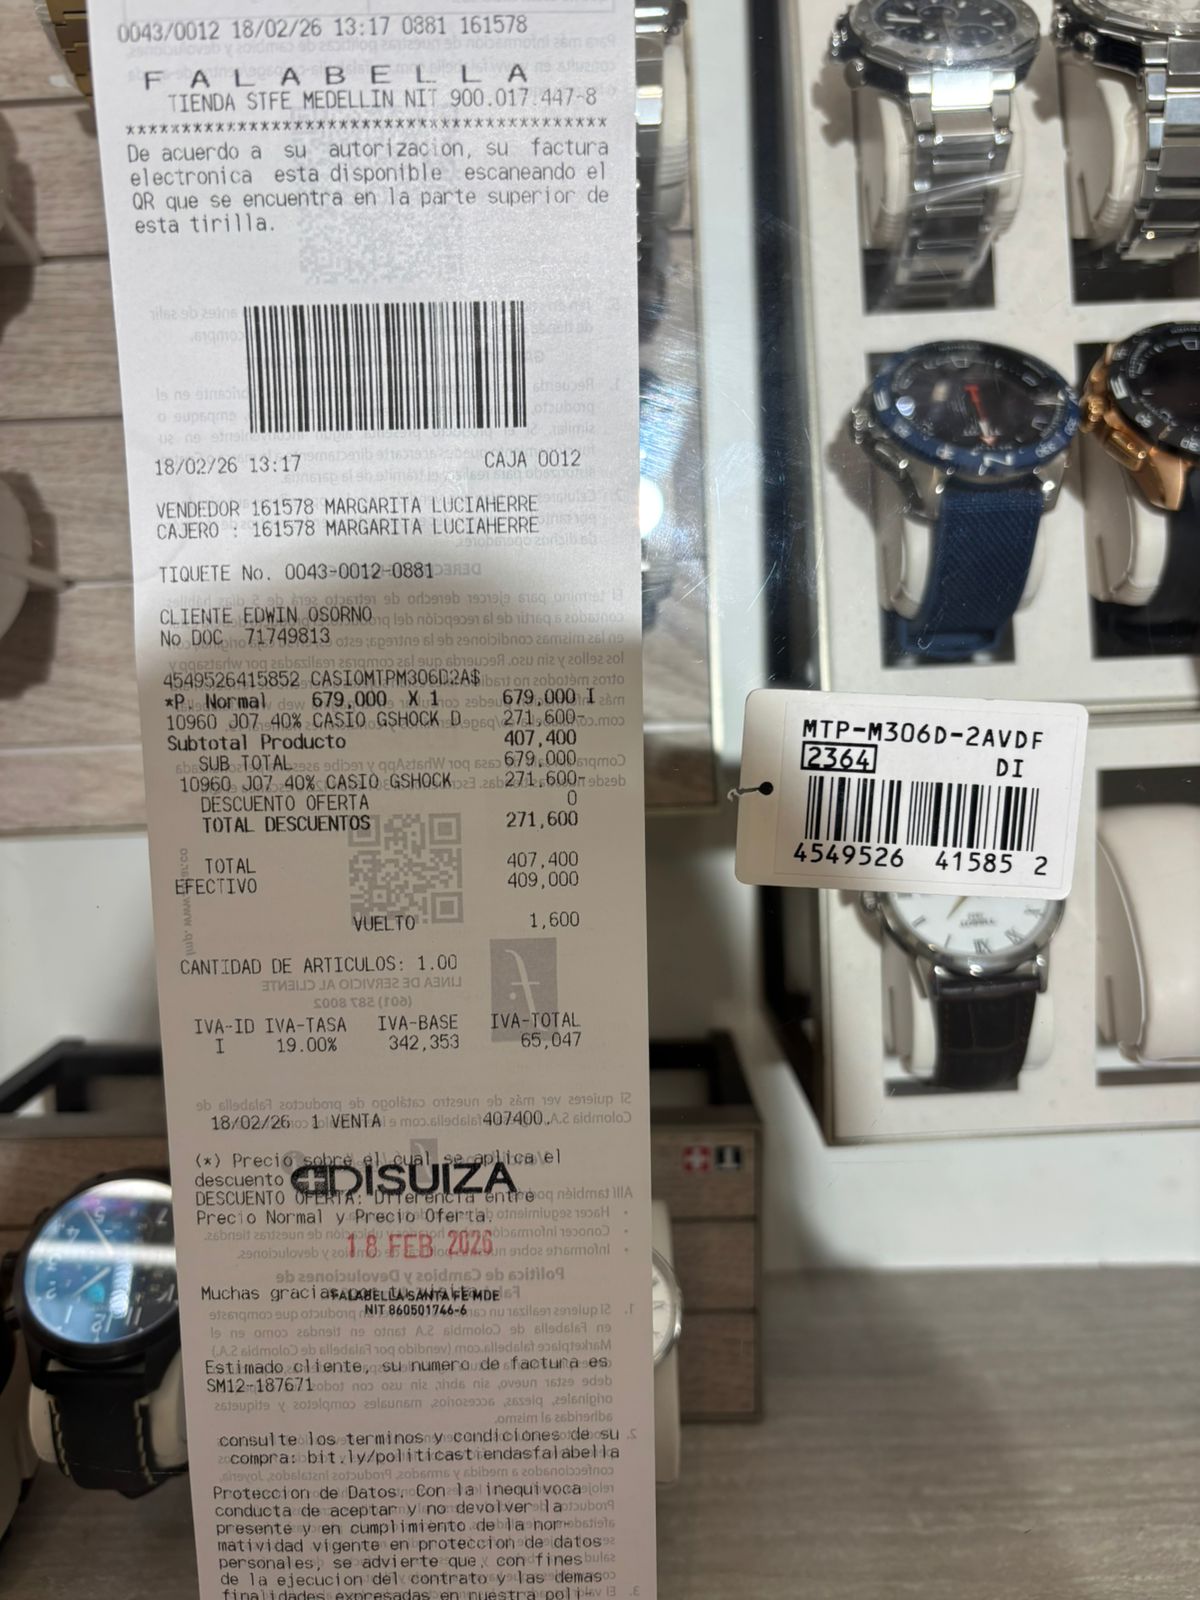 0043/0012 18/02/26 13:17 0881 161578
FALABELLA
TIENDA STFE MEDELLIN NIT 900.017.447-8
******************************************
De acuerdo a su autorizacion, su factura
electronica esta disponible escaneando el
QR que se encuentra en la parte superior de
esta tirilla.
18/02/26 13:17 CAJA 0012
VENDEDOR 161578 MARGARITA LUCIAHERRE
CAJERO : 161578 MARGARITA LUCIAHERRE
TIQUETE No. 0043-0012-0881
CLIENTE EDWIN OSORNO
No DOC 71749813
4549526415852 CASIOMTPM306D2A$
*P. Normal 679,000 X 1 679,000 I
10960 J07 40% CASIO GSHOCK D 271,600-
Subtotal Producto 407,400
SUB TOTAL 679,000
10960 J07 40% CASIO GSHOCK 271,600-
DESCUENTO OFERTA 0
TOTAL DESCUENTOS 271,600
TOTAL 407,400
EFECTIVO 409,000
VUELTO 1,600
CANTIDAD DE ARTICULOS: 1.00
IVA-ID IVA-TASA IVA-BASE IVA-TOTAL
I 19.00% 342,353 65,047
18/02/26 1 VENTA 407400.
(*) Precio sobre el cual se aplica el
descuento
DISUIZA
DESCUENTO OFERTA: Diferencia entre
Precio Normal y Precio Oferta.
18 FEB 2026
Muchas gracias por tu visita
FALABELLA SANTA FE MDE
NIT 860501746-6
Estimado cliente, su numero de factura es
SM12-187671
consulte los terminos y condiciones de su
compra: bit.ly/politicastiendasfalabella
Proteccion de Datos. Con la inequivoca
conducta de aceptar y no devolver la
presente y en cumplimiento de la nor-
matividad vigente en proteccion de datos
personales, se advierte que, con fines
de la ejecucion del contrato y las demas
finalidades expresadas en nuestra poli-
MTP-M306D-2AVDF
2364 DI
4549526 41585 2